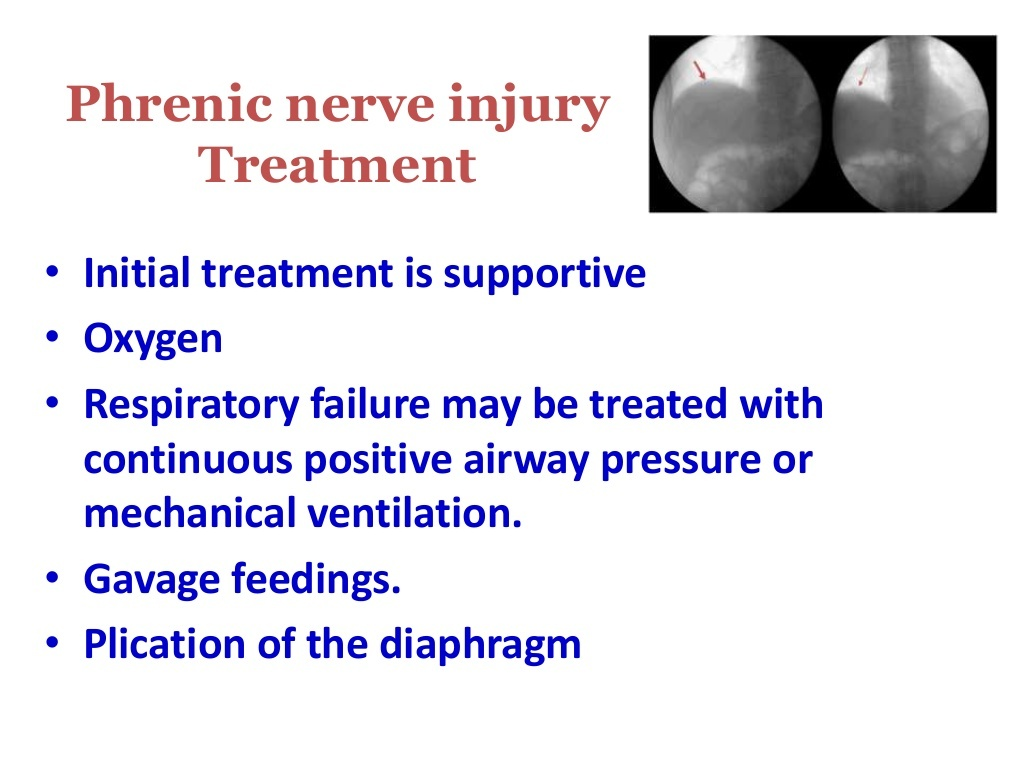 Phrenic nerve injury
Treatment
• Initial treatment is supportive
• Oxygen
• Respiratory failure may be treated with
continuous positive airway pressure or
mechanical ventilation.
• Gavage feedings.
• Plication of the diaphragm